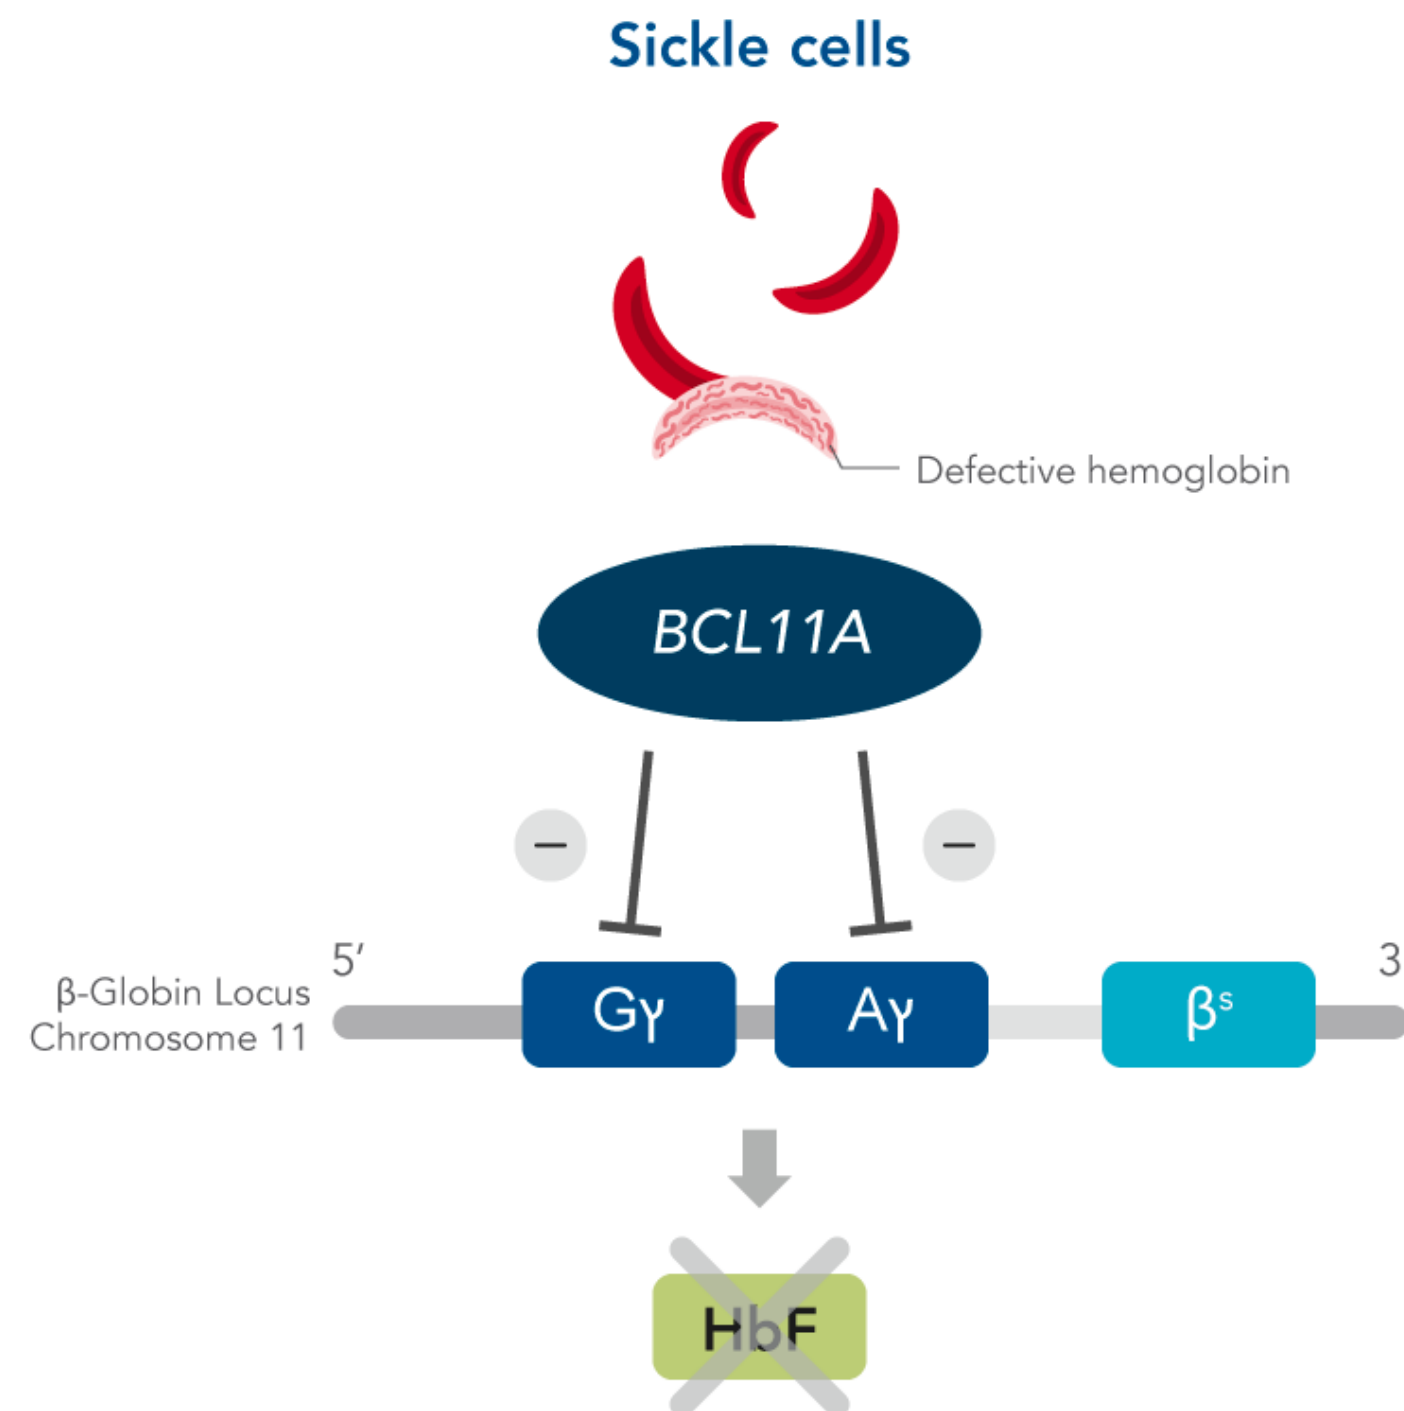 Sickle cells
Defective hemoglobin
BCL11A
−
−
5′
3
β-Globin Locus
Chromosome 11
Gγ
Aγ
βˢ
HbF